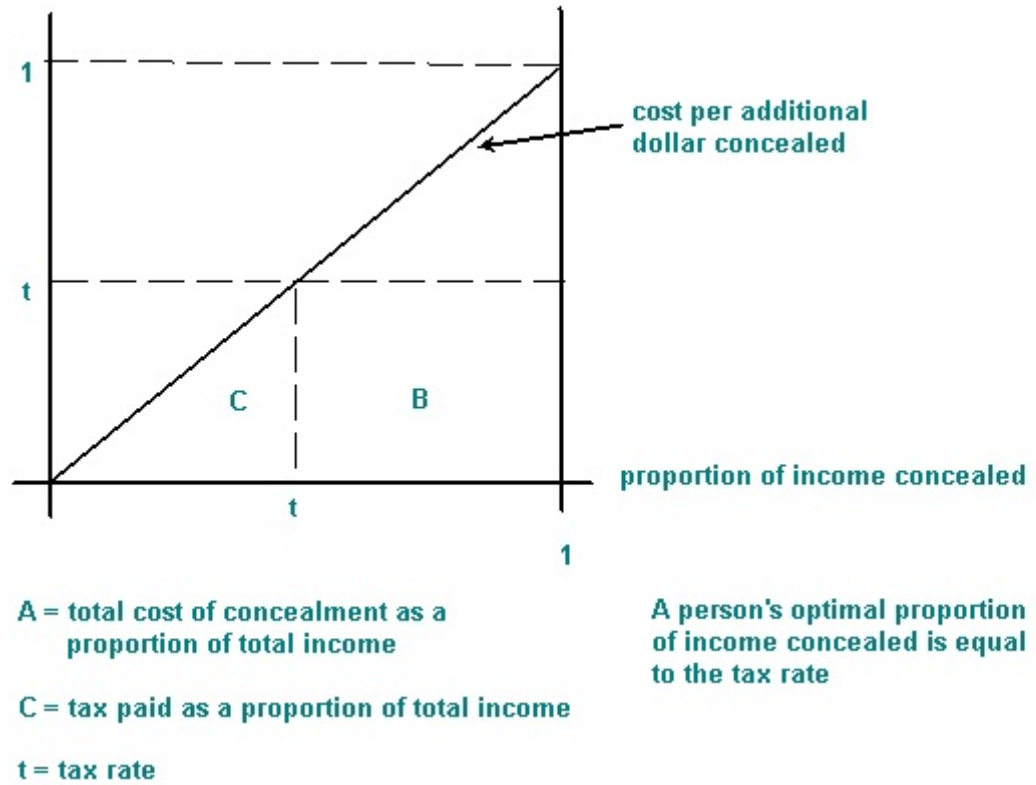 1
cost per additional
dollar concealed
t
C
B
proportion of income concealed
t
1
A = total cost of concealment as a
proportion of total income
C = tax paid as a proportion of total income
t = tax rate
A person's optimal proportion
of income concealed is equal
to the tax rate